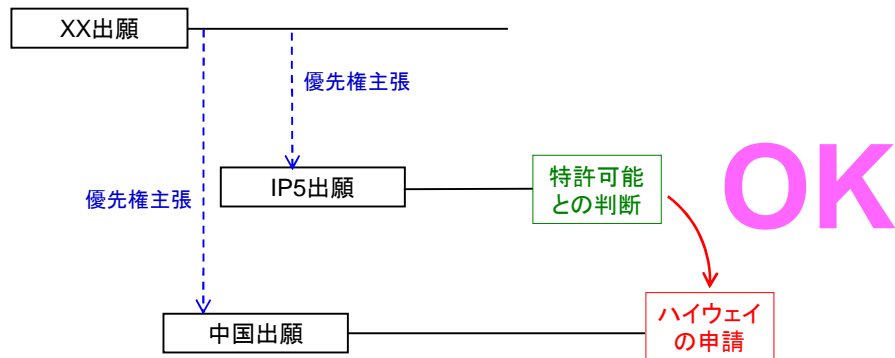 XX出願
優先権主張
IP5出願
特許可能
との判断
OK
優先権主張
中国出願
ハイウェイ
の申請